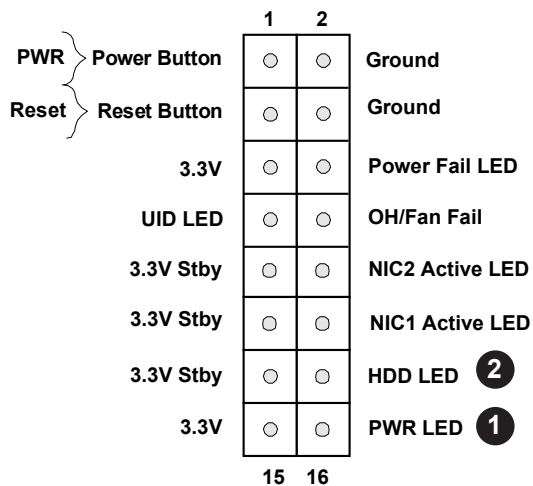 1 2
PWR Power Button Ground
Reset Reset Button Ground
3.3V Power Fail LED
UID LED OH/Fan Fail
3.3V Stby NIC2 Active LED
3.3V Stby NIC1 Active LED
3.3V Stby HDD LED 2
3.3V PWR LED 1
15 16